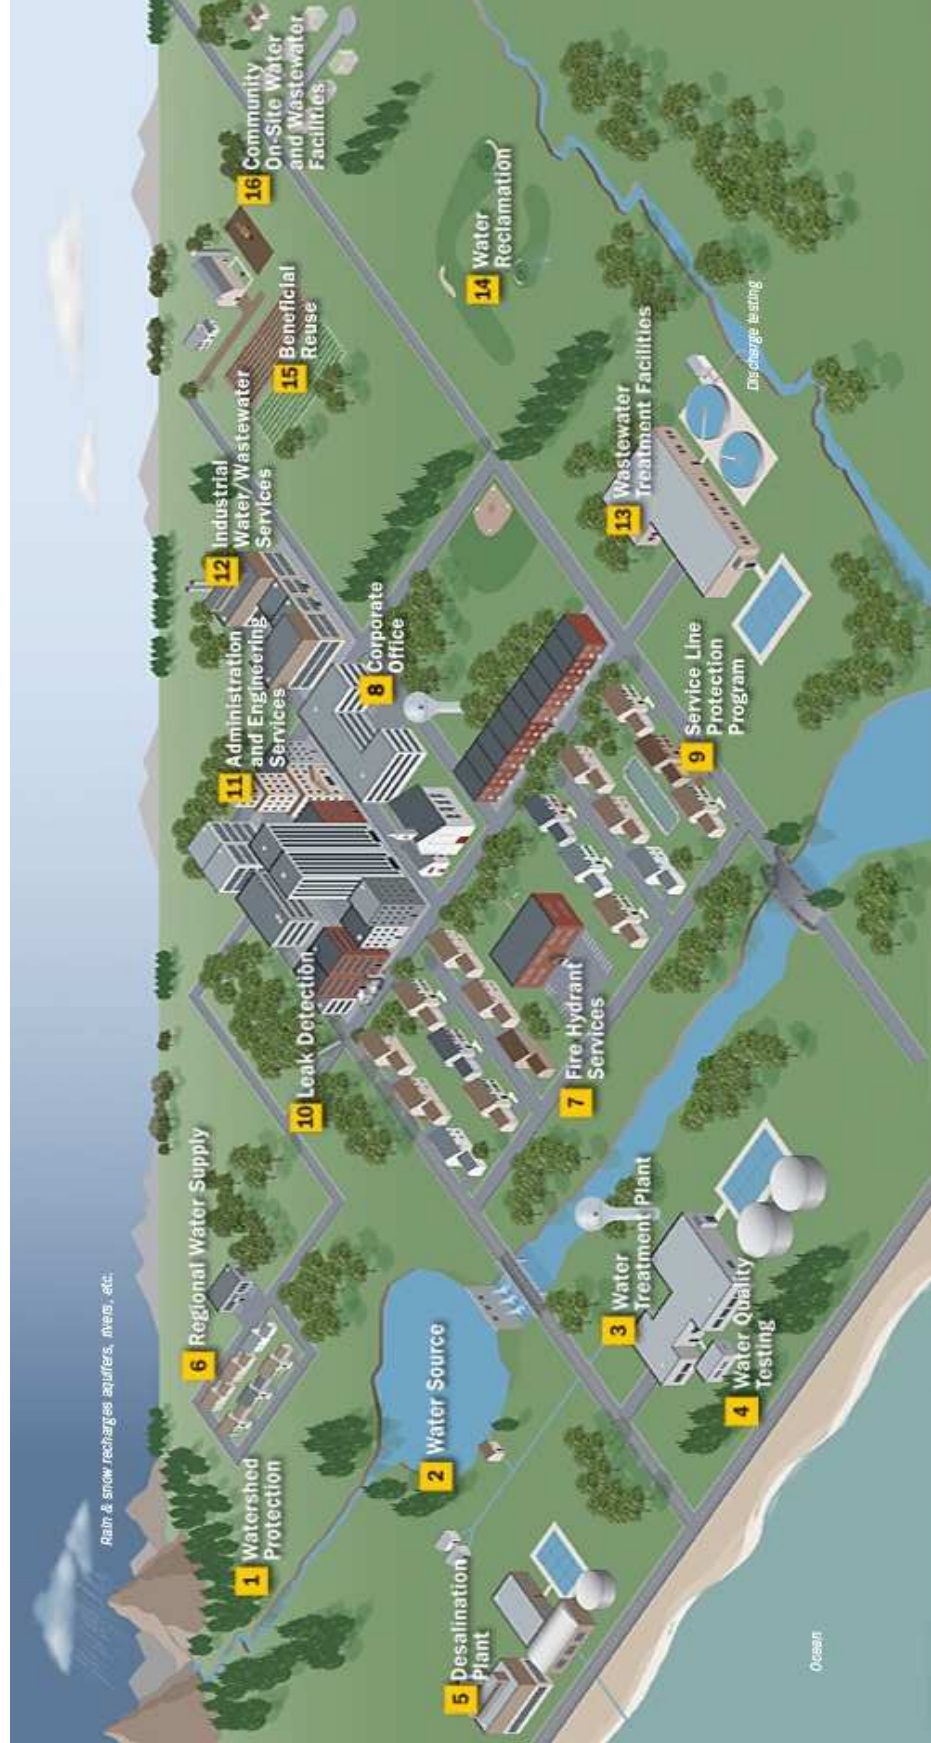 Rain & snow recharges aquifers, rivers, etc.
1 Watershed
Protection
2 Water Source
3 Water
Treatment Plant
4 Water Quality
Testing
5 Desalination
Plant
6 Regional Water Supply
7 Fire Hydrant
Services
8 Corporate
Office
9 Service Line
Protection
Program
10 Leak Detection
11 Administration
and Engineering
Services
12 Industrial
Water/Wastewater
Services
13 Wastewater
Treatment Facilities
14 Water
Reclamation
15 Beneficial
Reuse
16 Community
On-Site Water
and Wastewater
Facilities
Discharge testing
Ocean